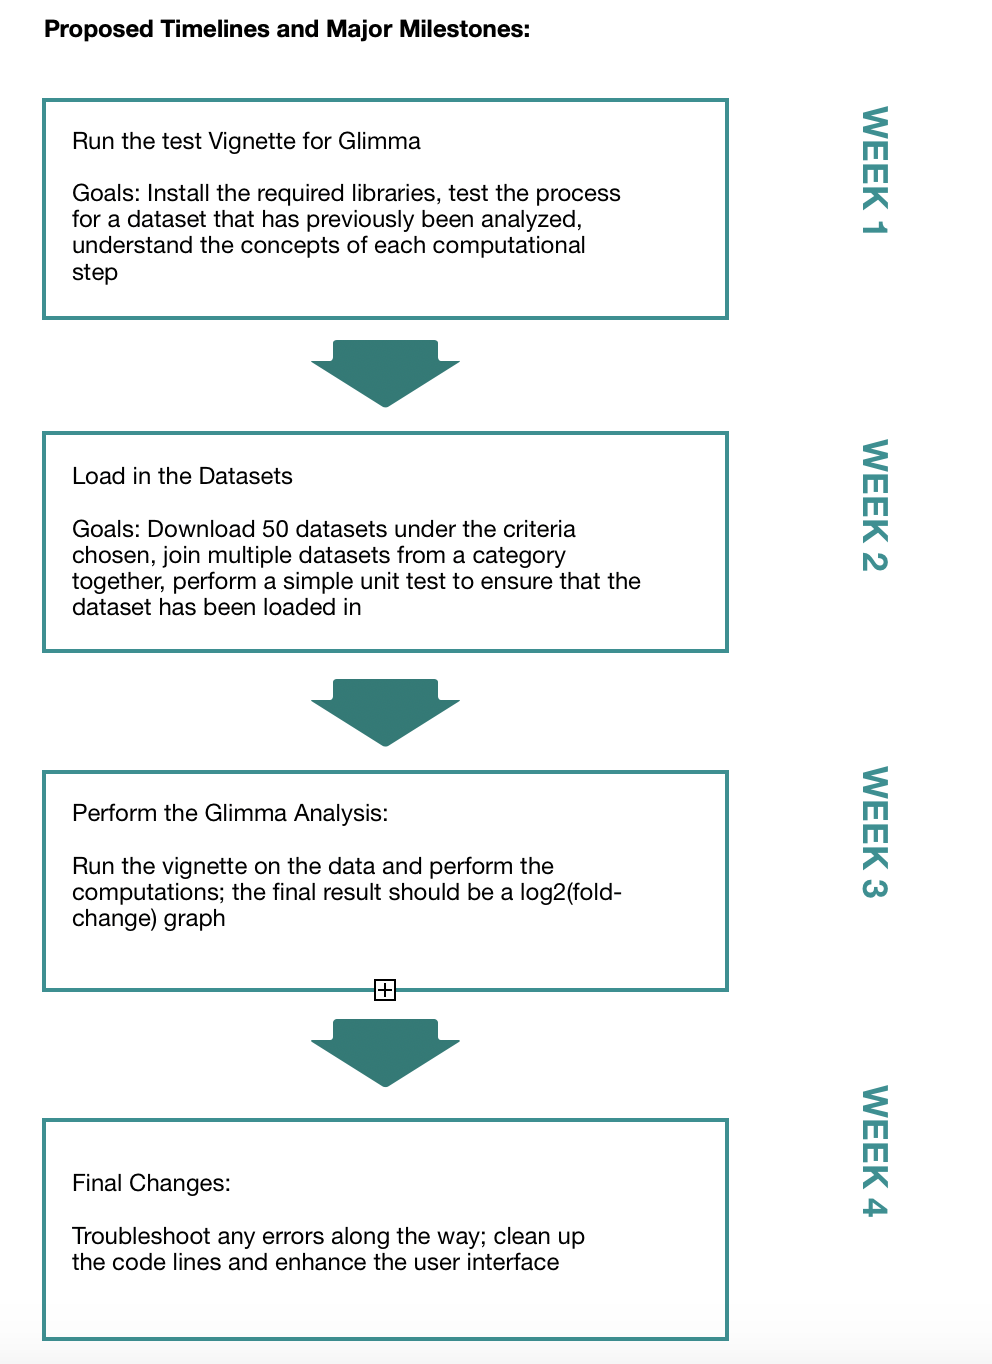 Proposed Timelines and Major Milestones:
Run the test Vignette for Glimma
Goals: Install the required libraries, test the process
for a dataset that has previously been analyzed,
understand the concepts of each computational
step
WEEK 1
Load in the Datasets
Goals: Download 50 datasets under the criteria
chosen, join multiple datasets from a category
together, perform a simple unit test to ensure that the
dataset has been loaded in
WEEK 2
Perform the Glimma Analysis:
Run the vignette on the data and perform the
computations; the final result should be a log2(fold-
change) graph
WEEK 3
Final Changes:
Troubleshoot any errors along the way; clean up
the code lines and enhance the user interface
WEEK 4